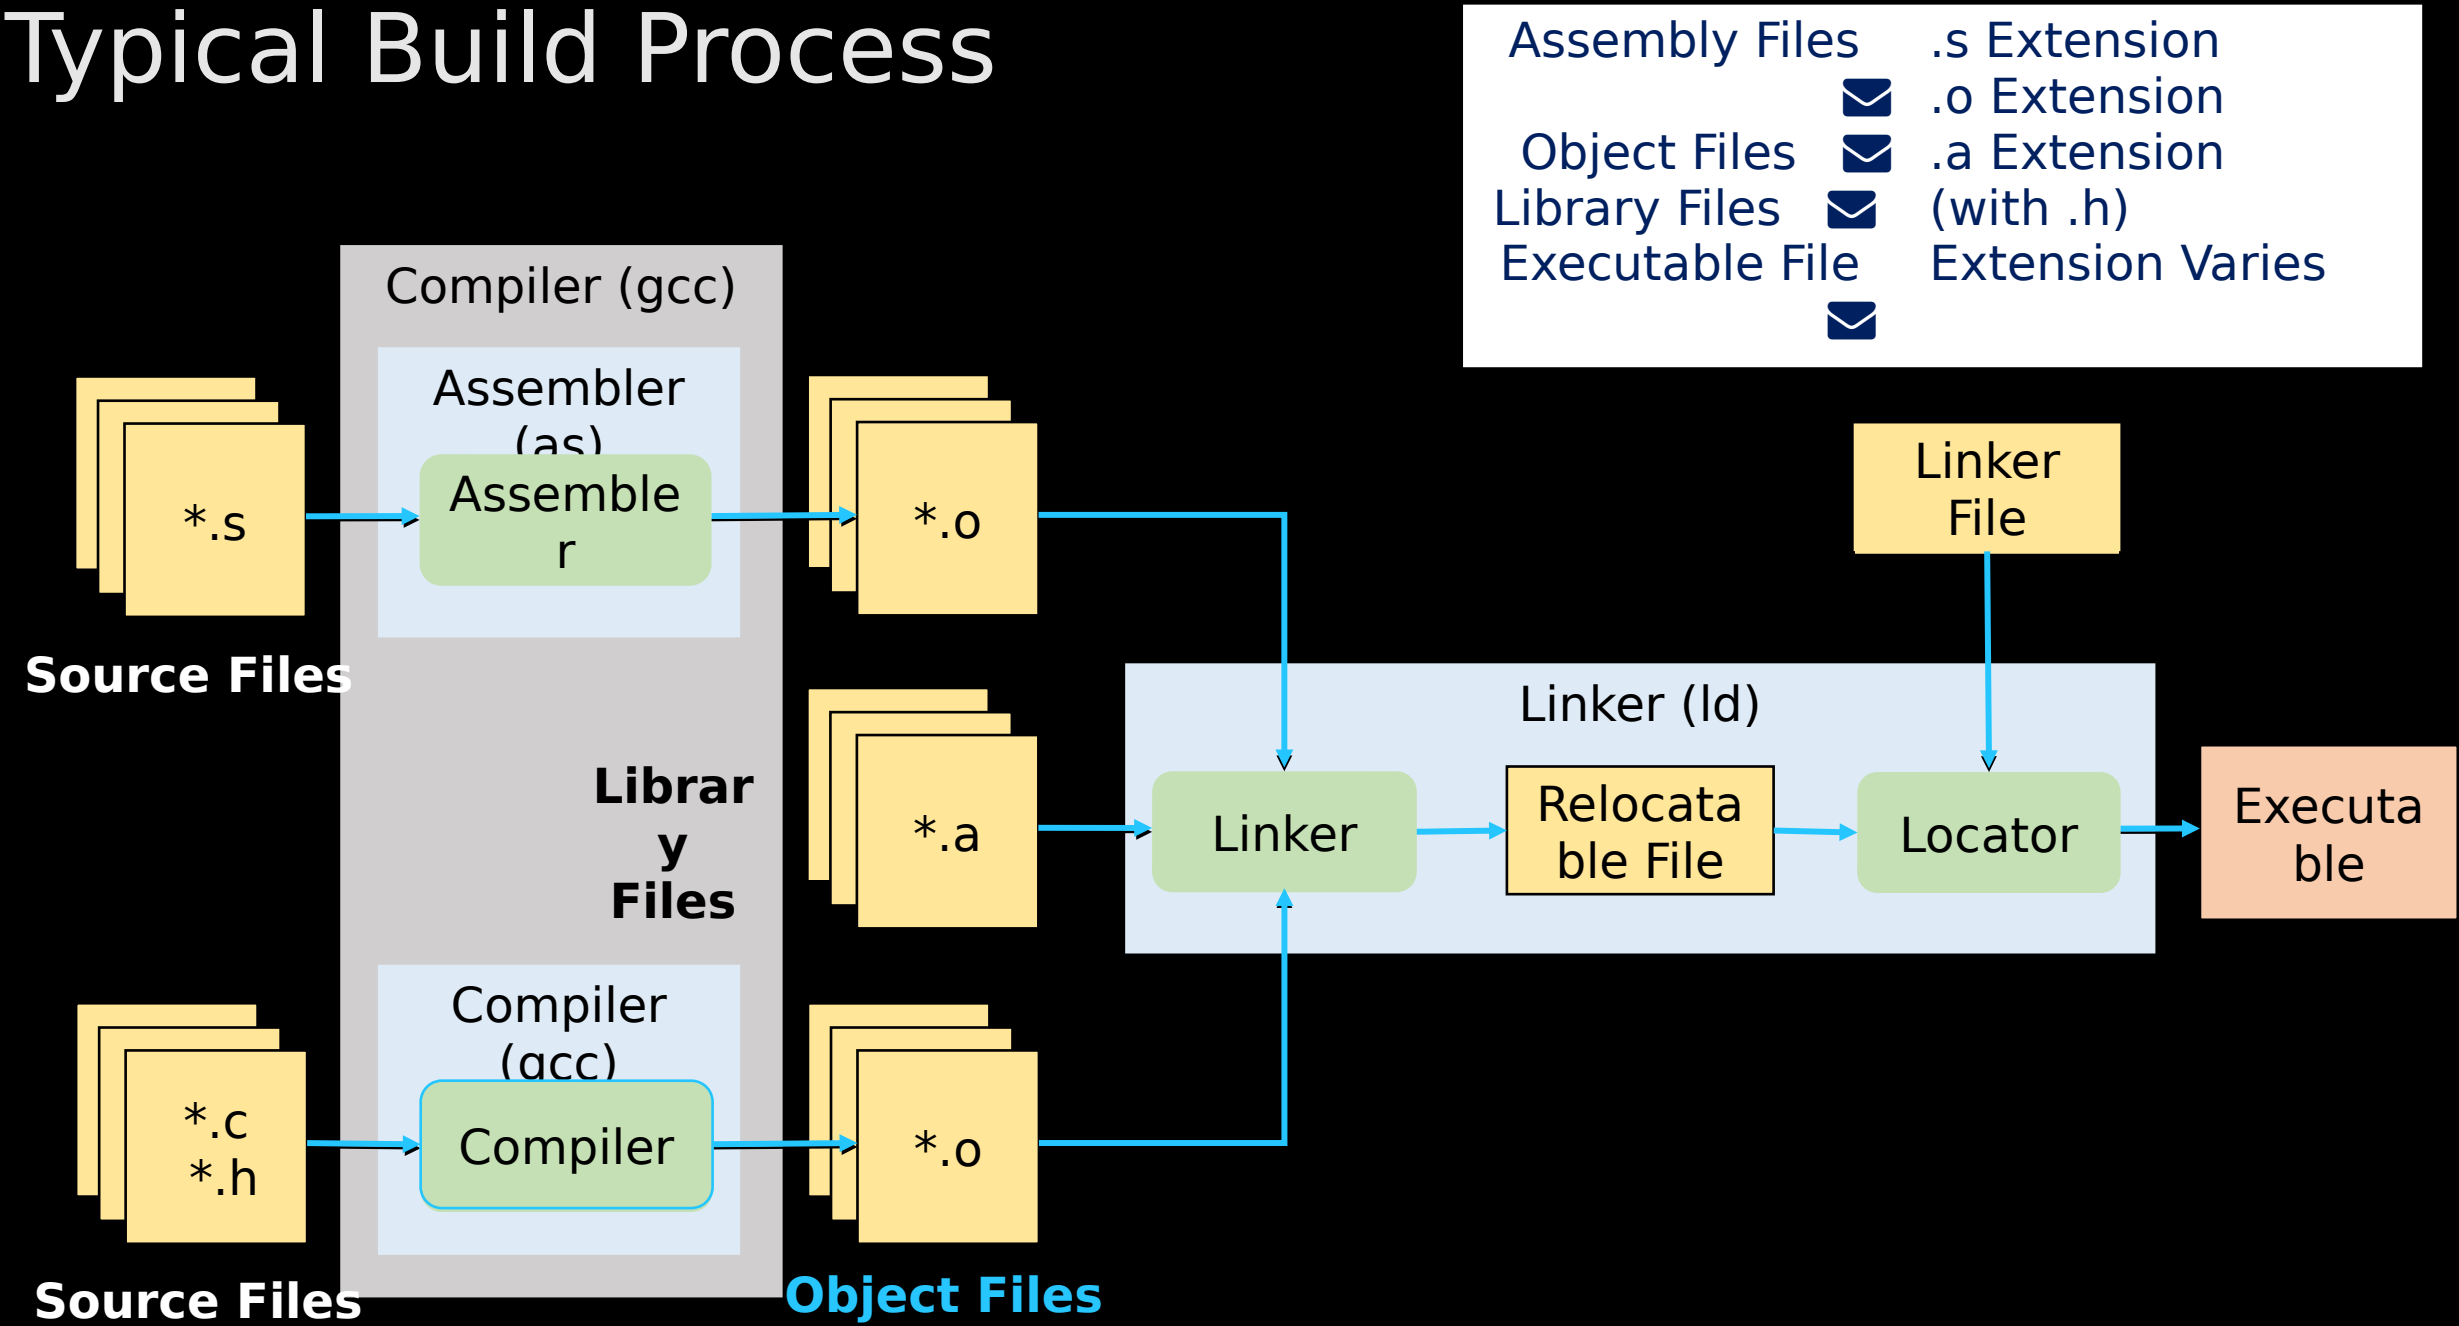 Typical Build Process
Assembly Files .s Extension
.o Extension
Object Files .a Extension
Library Files (with .h)
Executable File Extension Varies
Compiler (gcc)
Assembler
(as)
Assemble
r
*.s
*.o
Source Files
Linker
File
Linker (ld)
Librar
y
Files
*.a
Linker
Relocata
ble File
Locator
Executa
ble
Compiler
(gcc)
Compiler
*.c
*.h
*.o
Source Files
Object Files